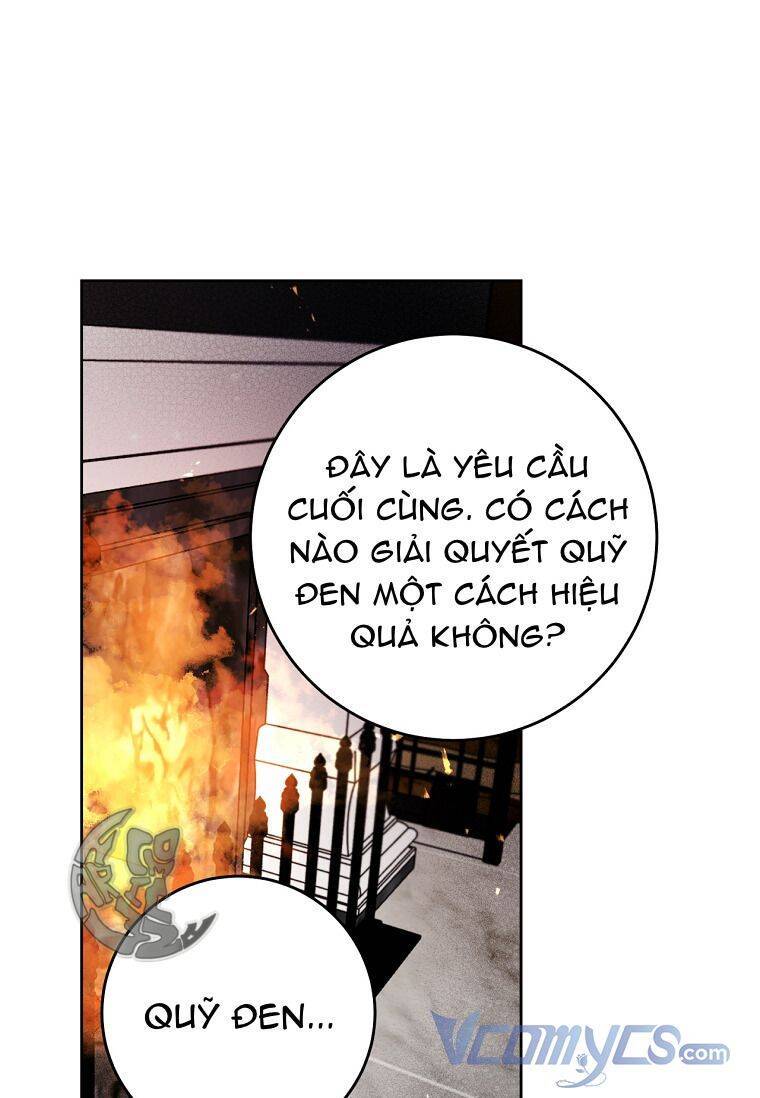 ĐÂY LÀ YÊU CẦU
CUỐI CÙNG. CÓ CÁCH
NÀO GIẢI QUYẾT QUỸ
ĐEN MỘT CÁCH HIỆU
QUẢ KHÔNG?
QUỸ ĐEN...
VCOMYCS.com